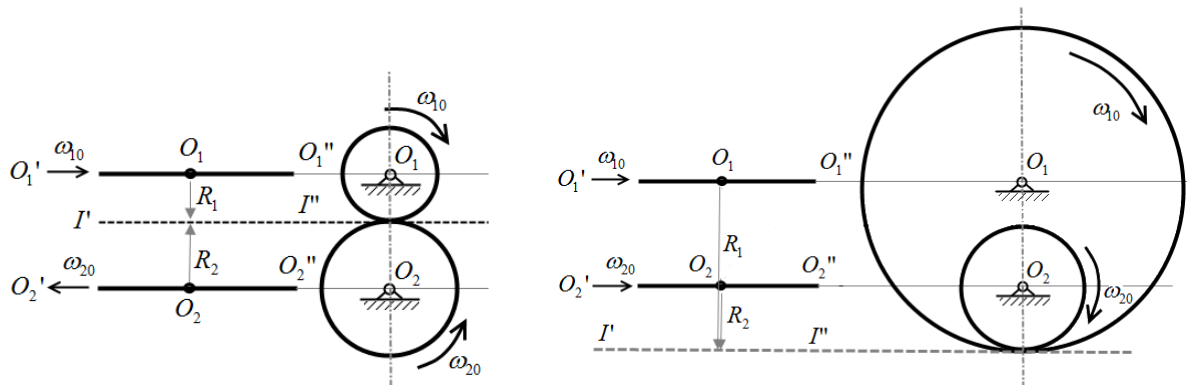 ω₁₀
O₁' ω₁₀ O₁ O₁" O₁
R₁
I' I"
R₂
O₂' ω₂₀ O₂ O₂" O₂
ω₂₀
ω₁₀
O₁' ω₁₀ O₁ O₁" O₁
R₁
O₂' ω₂₀ O₂ O₂" O₂
ω₂₀
R₂
I' I"